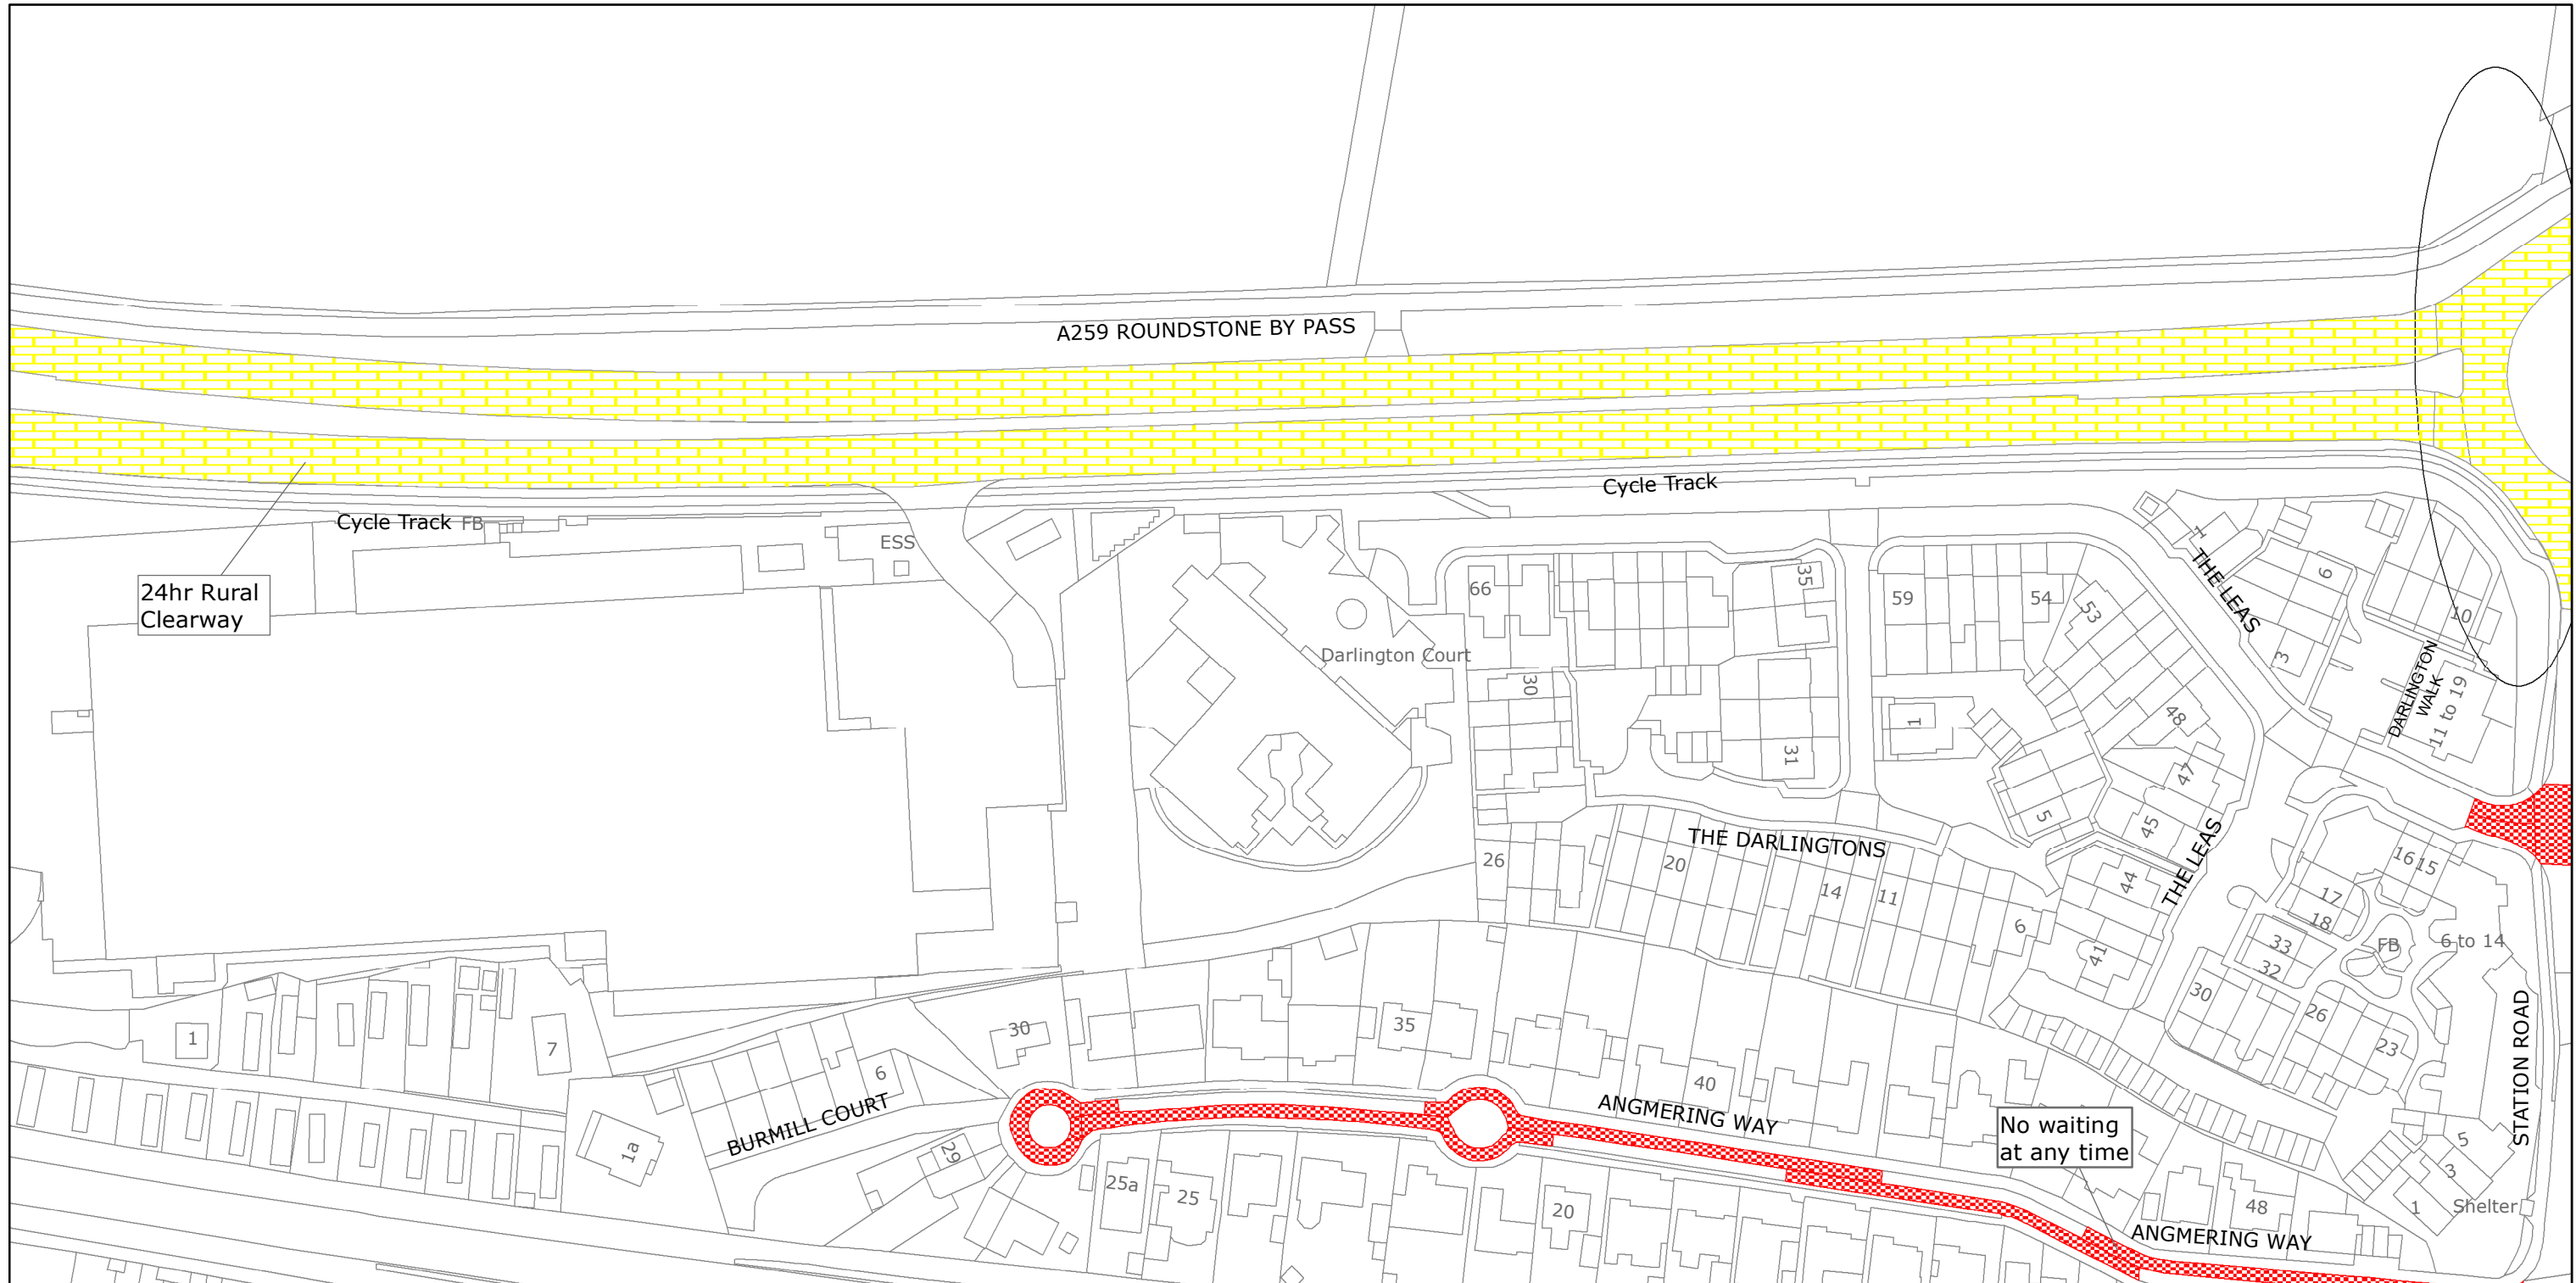 A259 ROUNDSTONE BY PASS
Cycle Track
Cycle Track FB
ESS
24hr Rural
Clearway
1
THE LEAS
6
10
3
66
35
59
54
53
Darlington Court
30
31
1
48
47
45
5
DARLINGTON
WALK
11 to 19
THE DARLINGTONS
26
20
14
11
6
44
41
THE LEAS
16 15
17
18
33
32
FB
6 to 14
30
26
23
STATION ROAD
1
7
30
35
40
6
1a
BURMILL COURT
29
ANGMERING WAY
No waiting
at any time
25a
25
20
48
5
3
1
Shelter
ANGMERING WAY